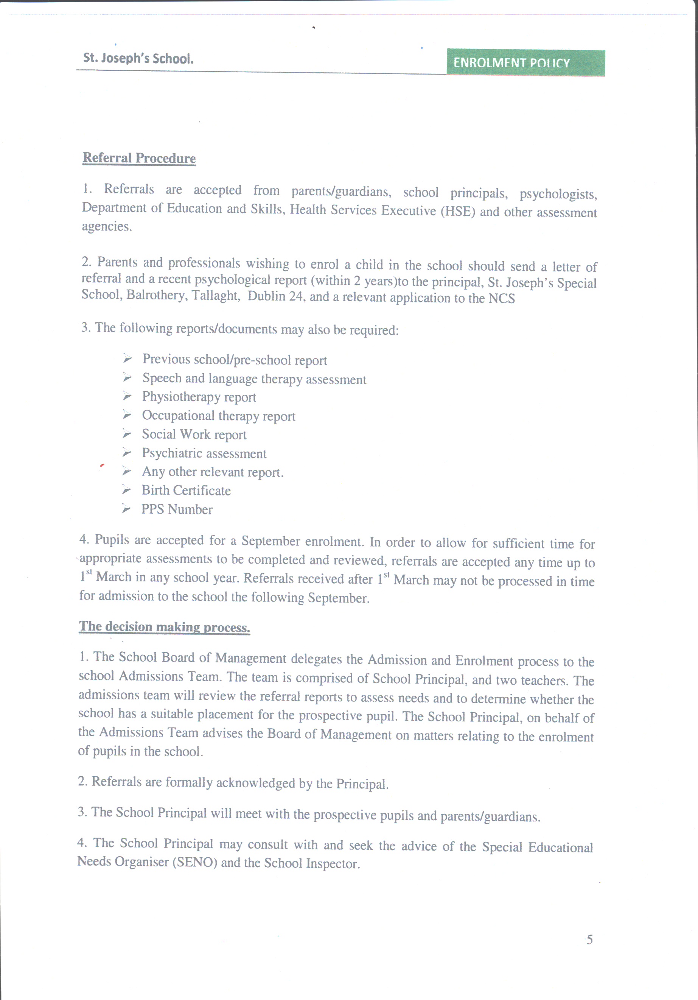 St. Joseph's School.
ENROLMENT POLICY
Referral Procedure
1. Referrals are accepted from parents/guardians, school principals, psychologists,
Department of Education and Skills, Health Services Executive (HSE) and other assessment
agencies.
2. Parents and professionals wishing to enrol a child in the school should send a letter of
referral and a recent psychological report (within 2 years)to the principal, St. Joseph's Special
School, Balrothery, Tallaght, Dublin 24, and a relevant application to the NCS
3. The following reports/documents may also be required:
➢ Previous school/pre-school report
➢ Speech and language therapy assessment
➢ Physiotherapy report
➢ Occupational therapy report
➢ Social Work report
➢ Psychiatric assessment
➢ Any other relevant report.
➢ Birth Certificate
➢ PPS Number
4. Pupils are accepted for a September enrolment. In order to allow for sufficient time for
appropriate assessments to be completed and reviewed, referrals are accepted any time up to
1st March in any school year. Referrals received after 1st March may not be processed in time
for admission to the school the following September.
The decision making process.
1. The School Board of Management delegates the Admission and Enrolment process to the
school Admissions Team. The team is comprised of School Principal, and two teachers. The
admissions team will review the referral reports to assess needs and to determine whether the
school has a suitable placement for the prospective pupil. The School Principal, on behalf of
the Admissions Team advises the Board of Management on matters relating to the enrolment
of pupils in the school.
2. Referrals are formally acknowledged by the Principal.
3. The School Principal will meet with the prospective pupils and parents/guardians.
4. The School Principal may consult with and seek the advice of the Special Educational
Needs Organiser (SENO) and the School Inspector.
5